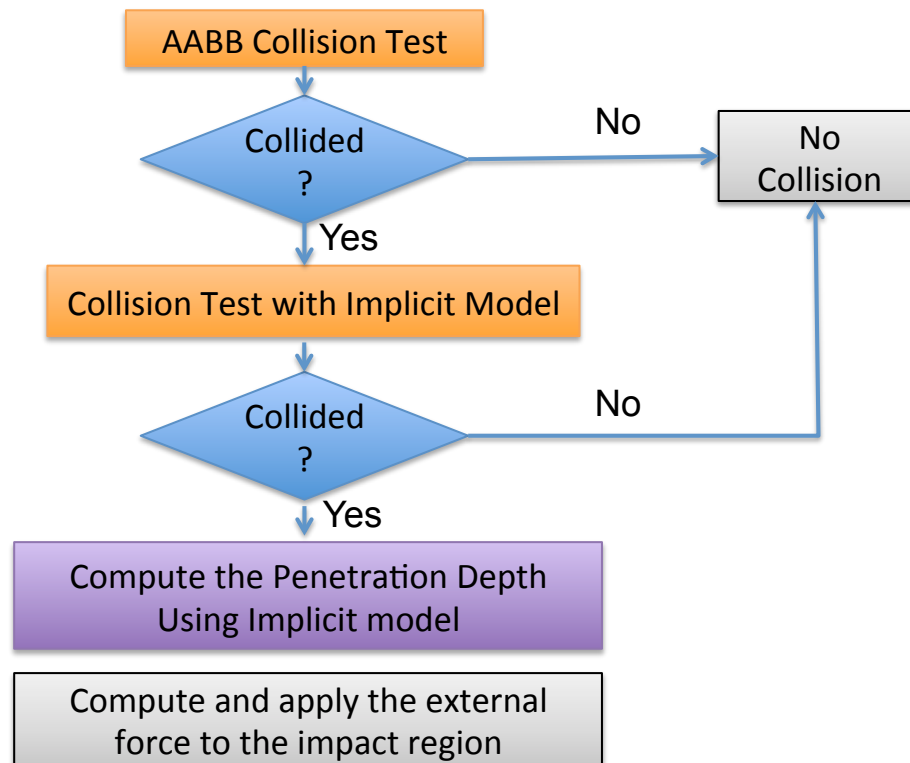 AABB Collision Test
Collided
?
No
No
Collision
Yes
Collision Test with Implicit Model
Collided
?
No
Yes
Compute the Penetration Depth
Using Implicit model
Compute and apply the external
force to the impact region